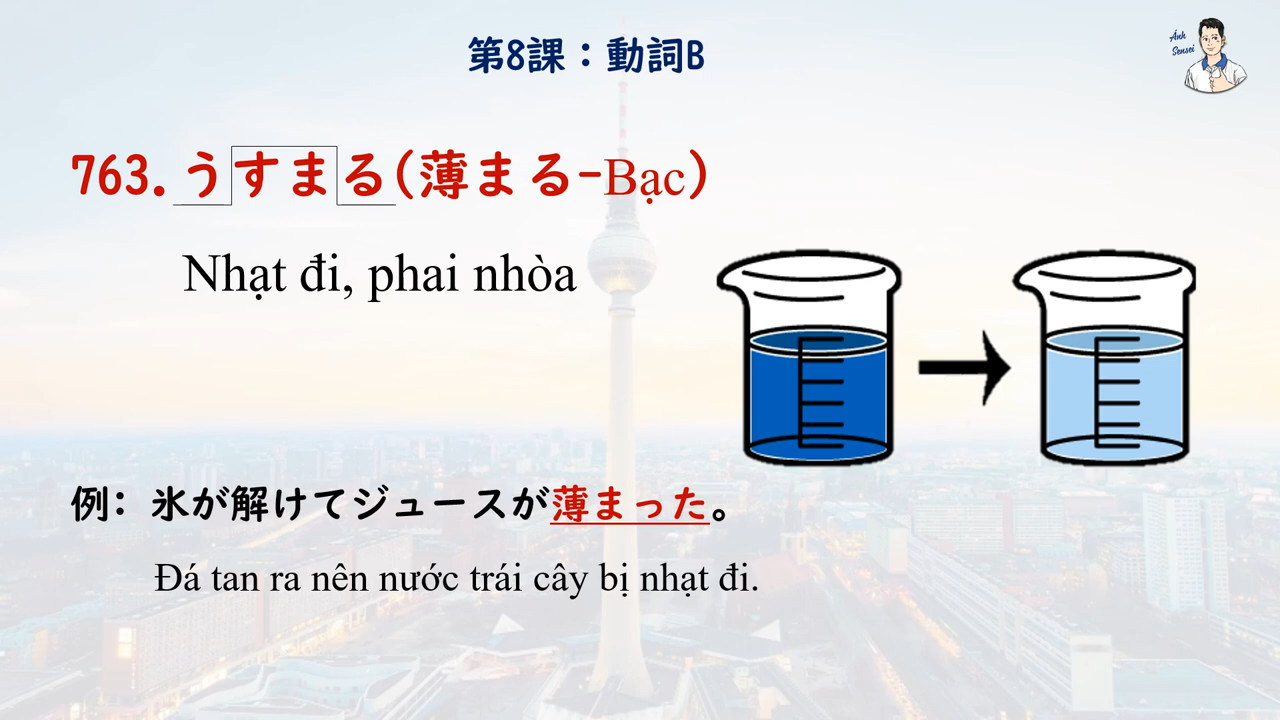 第8課：動詞B
Ánh
Sensei
763.うすまる(薄まる-Bạc)
Nhạt đi, phai nhòa
例: 氷が解けてジュースが薄まった。
Đá tan ra nên nước trái cây bị nhạt đi.